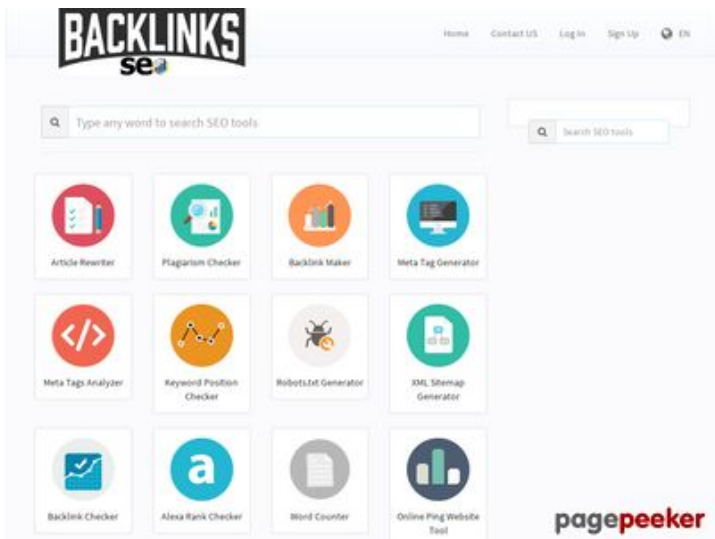 BACKLINKS
seo
Home Contact US Log In Sign Up EN
Type any word to search SEO tools
Search SEO tools
Article Rewriter Plagiarism Checker Backlink Maker Meta Tag Generator
Meta Tags Analyzer Keyword Position Checker Robots.txt Generator XML Sitemap Generator
Backlink Checker Alexa Rank Checker Word Counter Online Ping Website Tool
</>
a
pagepeeker